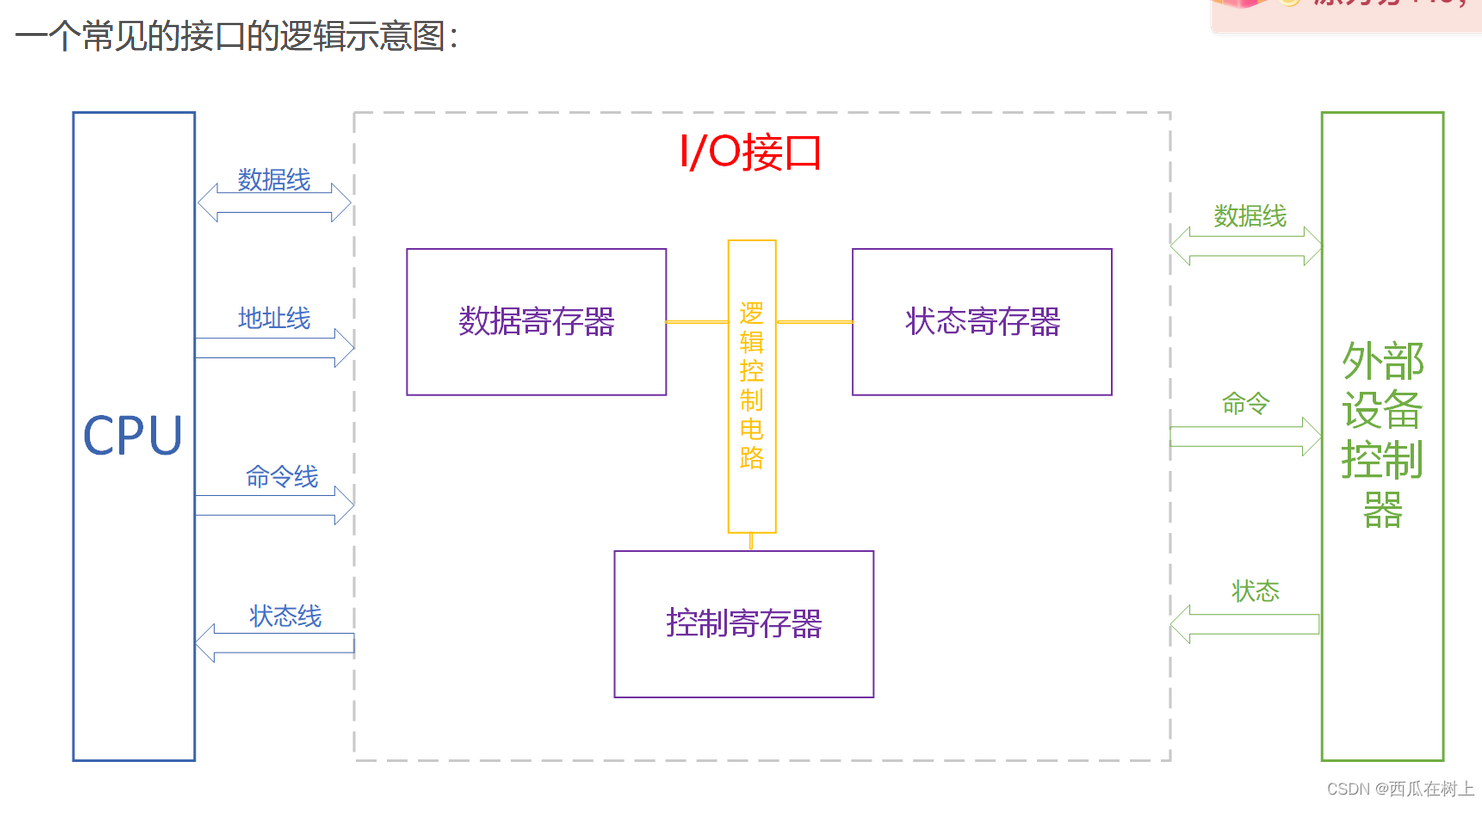 一个常见的接口的逻辑示意图：
I/O接口
数据线
数据线
地址线
数据寄存器
逻辑控制电路
状态寄存器
CPU
命令
外部设备控制器
命令线
状态线
状态
控制寄存器
CSDN @西瓜在树上